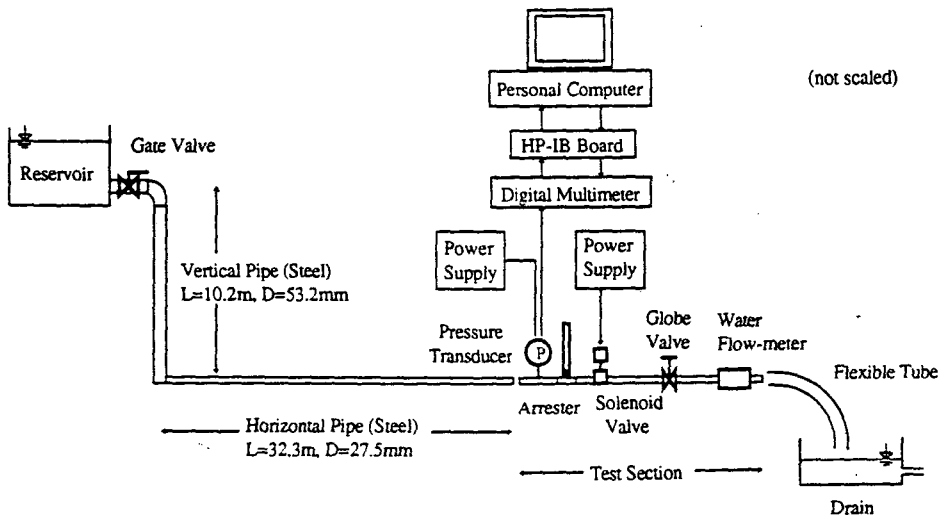 (not scaled)
Personal Computer
HP-IB Board
Digital Multimeter
Gate Valve
Reservoir
Power
Supply
Power
Supply
Vertical Pipe (Steel)
L=10.2m, D=53.2mm
Pressure
Transducer
P
Globe
Valve
Water
Flow-meter
Flexible Tube
Arrester
Solenoid
Valve
Horizontal Pipe (Steel)
L=32.3m, D=27.5mm
Test Section
Drain